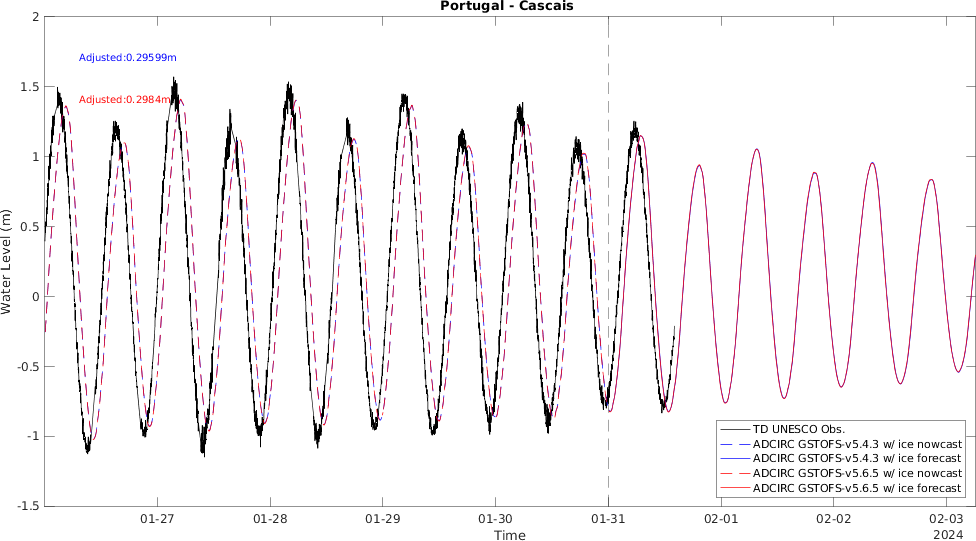 Portugal - Cascais
2
1.5
1
0.5
0
-0.5
-1
-1.5
Water Level (m)
Adjusted:0.29599m
Adjusted:0.2984m
TD UNESCO Obs.
ADCIRC GSTOFS-v5.4.3 w/ ice nowcast
ADCIRC GSTOFS-v5.4.3 w/ ice forecast
ADCIRC GSTOFS-v5.6.5 w/ ice nowcast
ADCIRC GSTOFS-v5.6.5 w/ ice forecast
01-27 01-28 01-29 01-30 01-31 02-01 02-02 02-03
Time
2024